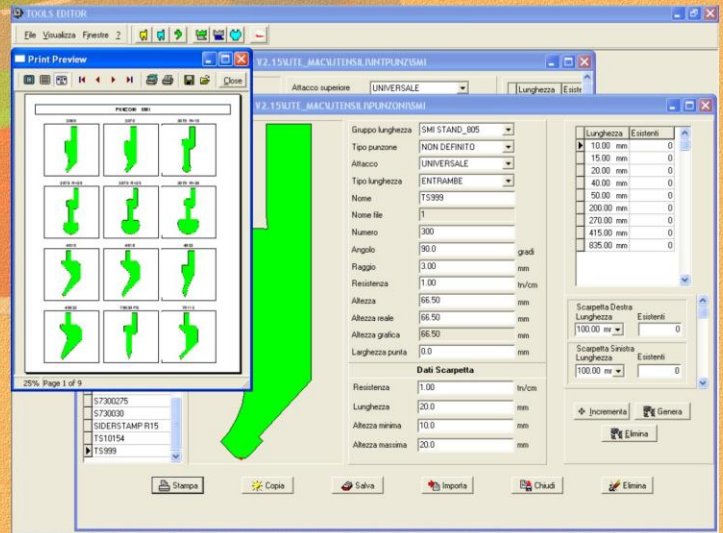 TOOLS EDITOR
File Visualizza Finestre ?
Print Preview
Close
PUNZONI SMI
25% Page 1 of 9
V2.15\UTE_MAC\UTENSILI\INTPUNZ\SMI
Attacco superiore UNIVERSALE
Lunghezza Esiste
V2.15\UTE_MAC\UTENSILI\PUNZONI\SMI
Gruppo lunghezza SMI STAND_805
Tipo punzone NON DEFINITO
Attacco UNIVERSALE
Tipo lunghezza ENTRAMBE
Nome TS999
Nome file 1
Numero 300
Angolo 90.0 gradi
Raggio 3.00 mm
Resistenza 1.00 tn/cm
Altezza 66.50 mm
Altezza reale 66.50 mm
Altezza grafica 66.50 mm
Larghezza punta 0.0 mm
Dati Scarpetta
Resistenza 1.00 tn/cm
Lunghezza 20.0 mm
Altezza minima 10.0 mm
Altezza massima 20.0 mm
Lunghezza Esistenti
10.00 mm 0
15.00 mm 0
20.00 mm 0
40.00 mm 0
50.00 mm 0
200.00 mm 0
270.00 mm 0
415.00 mm 0
835.00 mm 0
Scarpetta Destra
Lunghezza Esistenti
100.00 mr 0
Scarpetta Sinistra
Lunghezza Esistenti
100.00 mr 0
Incrementa Genera
Elimina
S7300275
S730030
SIDERSTAMP R15
TS10154
TS999
Stampa Copia Salva Importa Chiudi Elimina